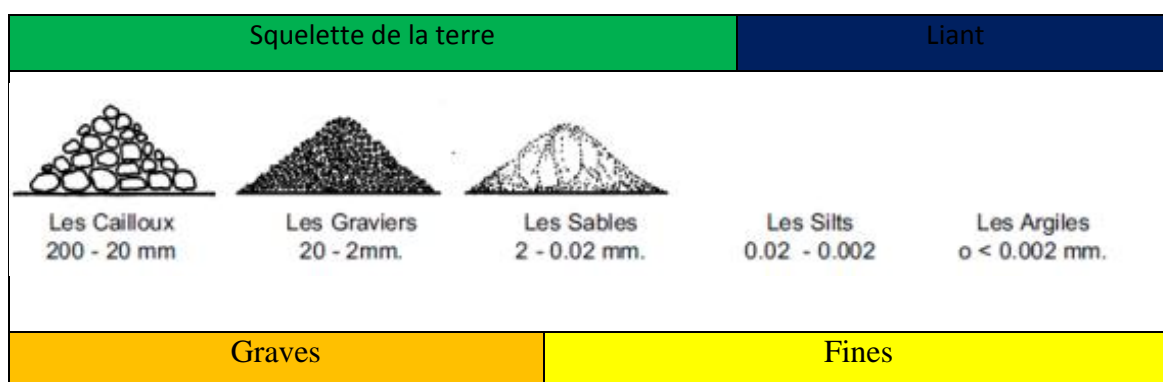 Squelette de la terre Liant
Les Cailloux Les Graviers Les Sables Les Silts Les Argiles
200 - 20 mm 20 - 2mm. 2 - 0.02 mm. 0.02 - 0.002 o < 0.002 mm.
Graves Fines